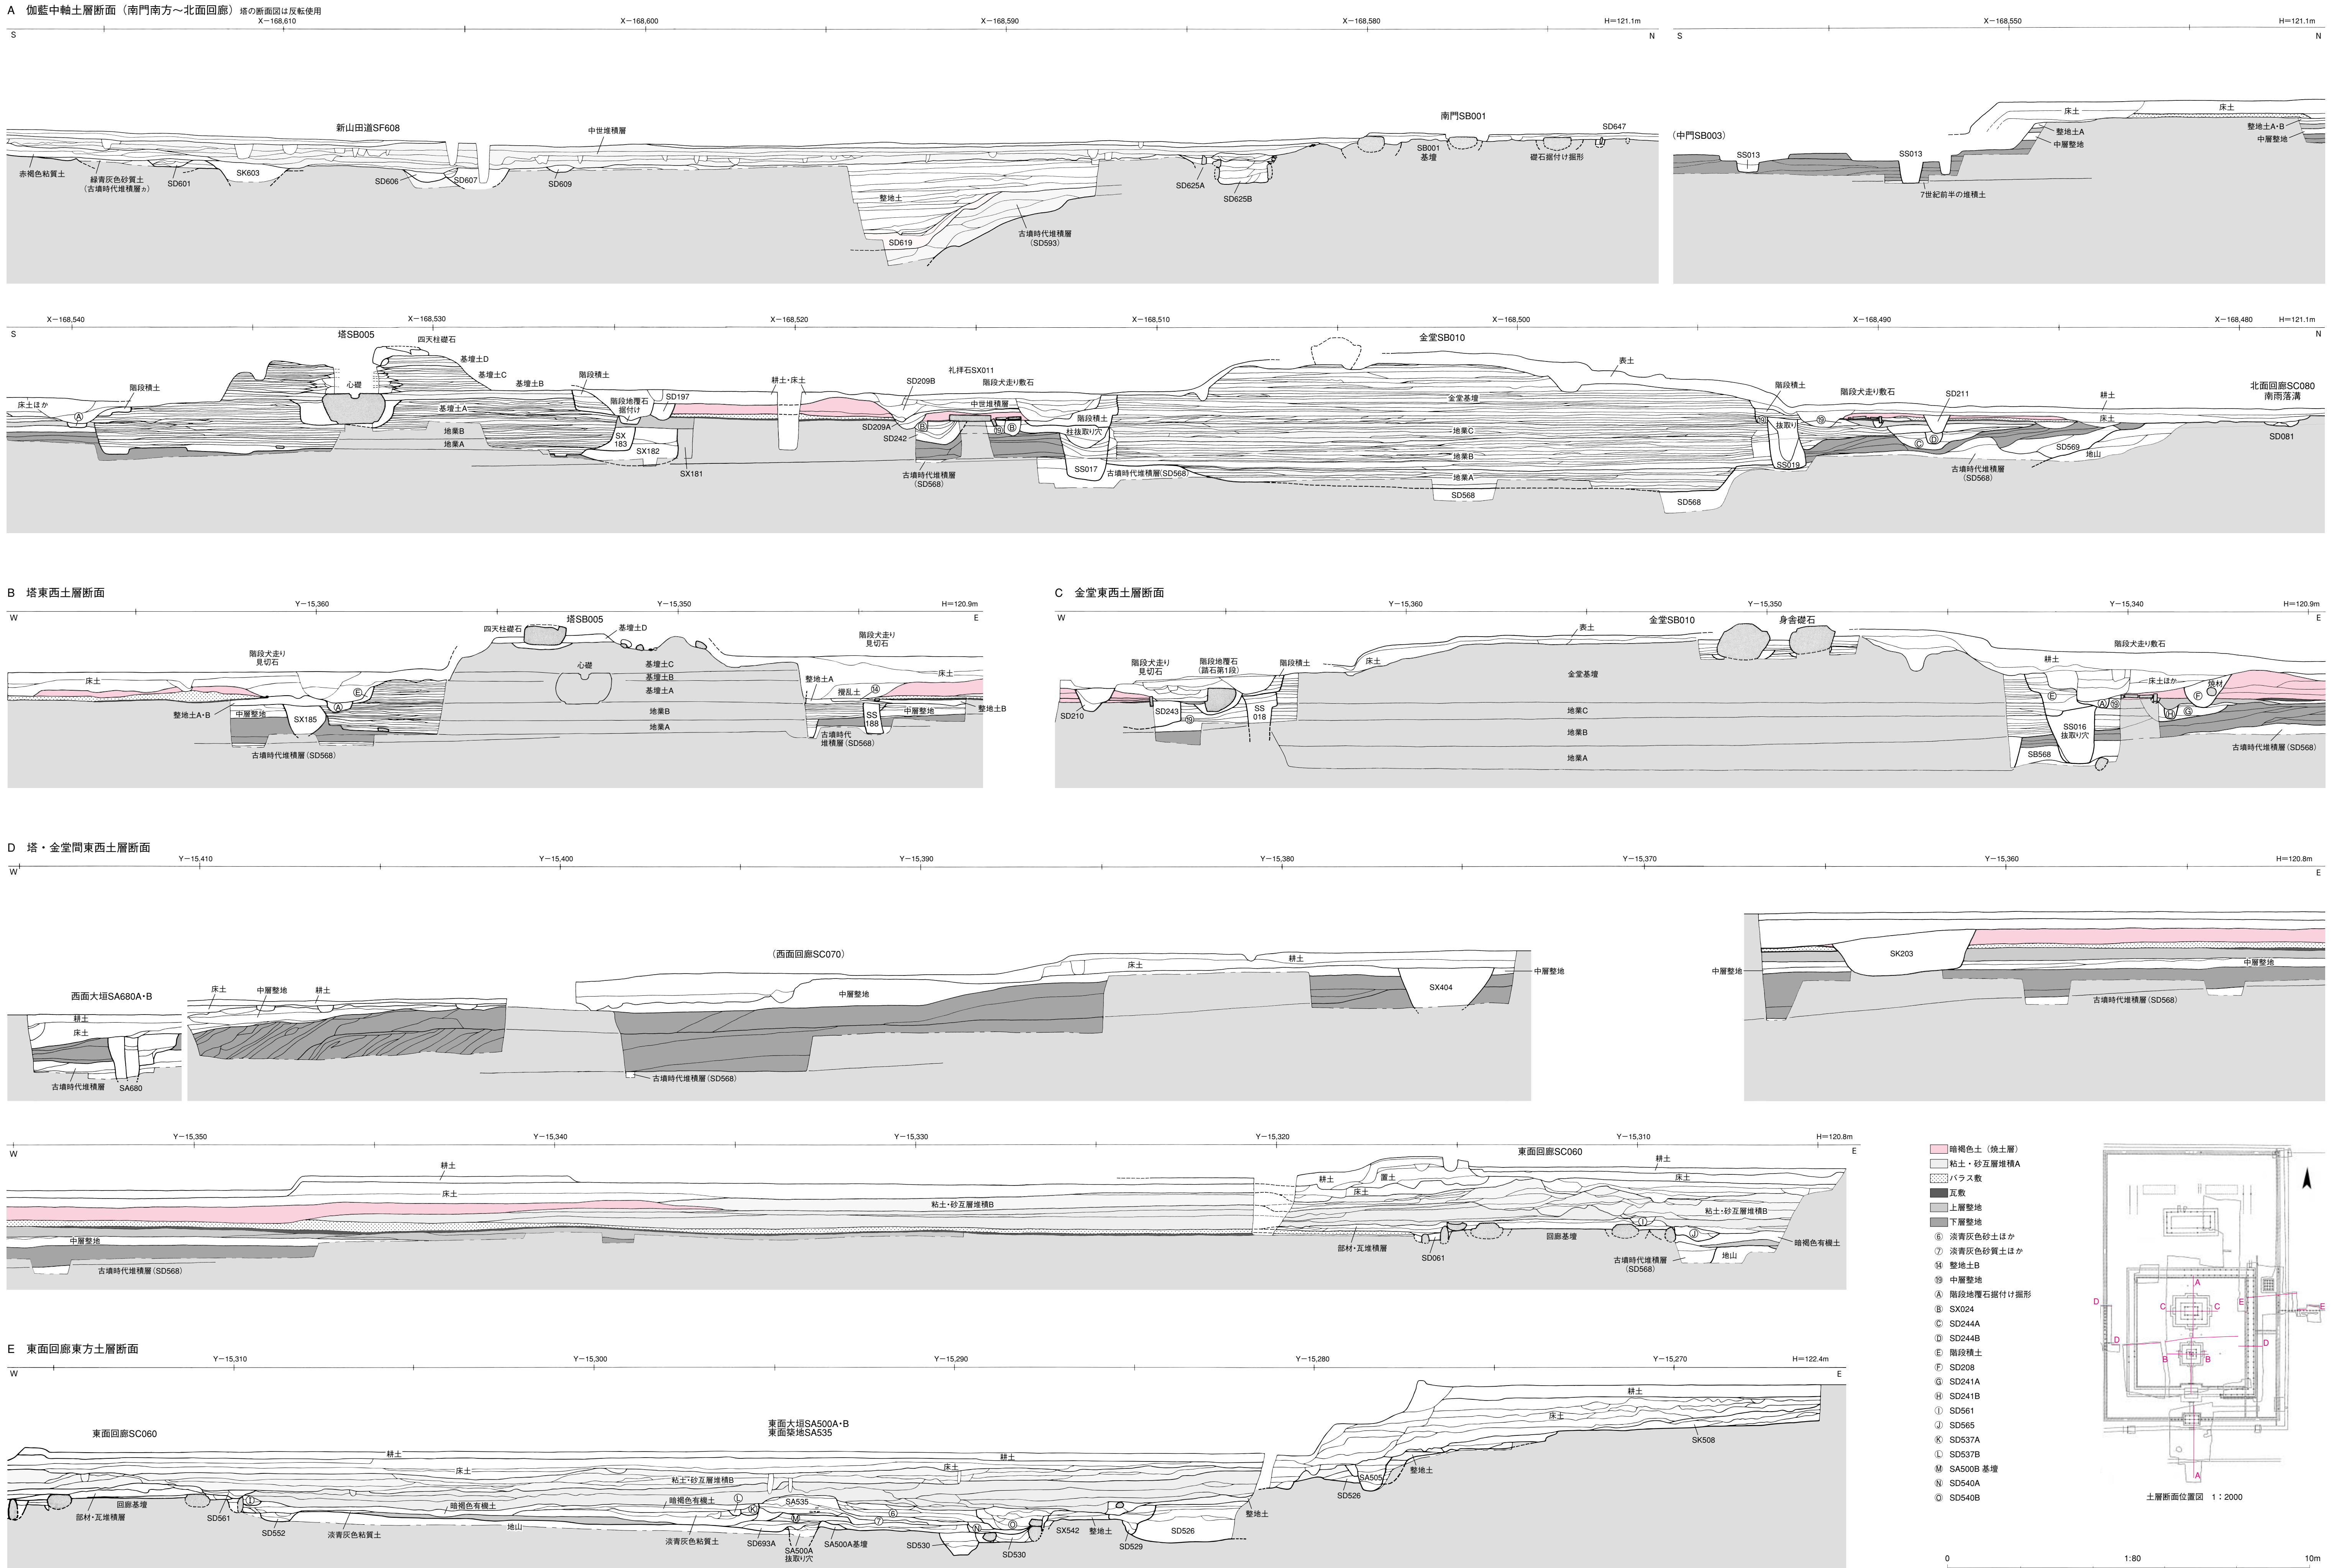 A 伽藍中軸土層断面（南門南方～北面回廊）塔の断面図は反転使用
X－168,610
X－168,600
X－168,590
X－168,580
H＝121.1m
X－168,550
H＝121.1m
S
N
S
N
新山田道SF608
中世堆積層
南門SB001
SD647
赤褐色粘質土
緑青灰色砂質土
（古墳時代堆積層ヵ）
SD601
SK603
SD606
SD607
SD609
整地土
SD619
古墳時代堆積層
（SD593）
SD625A
SD625B
SB001
基壇
礎石据付け掘形
（中門SB003）
SS013
SS013
7世紀前半の堆積土
床土
整地土A
中層整地
床土
整地土A・B
中層整地
X－168,540
X－168,530
X－168,520
X－168,510
X－168,500
X－168,490
X－168,480
H＝121.1m
S
N
塔SB005
四天柱礎石
基壇土D
基壇土C
基壇土B
心礎
階段積土
床土ほか
Ⓐ
階段積土
階段地覆石
据付け
SD197
基壇土A
地業B
地業A
SX
183
SX182
SX181
耕土・床土
SD209B
礼拝石SX011
階段犬走り敷石
中世堆積層
SD209A
SD242
Ⓑ
⑲
Ⓑ
階段積土
柱抜取り穴
古墳時代堆積層
（SD568）
SS017
古墳時代堆積層（SD568）
金堂SB010
表土
金堂基壇
地業C
地業B
地業A
SD568
SD568
階段積土
階段犬走り敷石
SD211
耕土
北面回廊SC080
南雨落溝
⑲
抜取り
⑲
床土
Ⓒ
Ⓓ
SS019
SD569
地山
SD081
古墳時代堆積層
（SD568）
B 塔東西土層断面
Y－15,360
Y－15,350
H＝120.9m
W
E
塔SB005
四天柱礎石
基壇土D
階段犬走り
見切石
階段犬走り
見切石
心礎
基壇土C
基壇土B
基壇土A
床土
Ⓔ
Ⓐ
整地土A・B
中層整地
SX185
地業B
地業A
古墳時代堆積層（SD568）
整地土A
攪乱土
⑭
床土
SS
188
中層整地
整地土B
古墳時代
堆積層（SD568）
C 金堂東西土層断面
Y－15,360
Y－15,350
Y－15,340
H＝120.9m
W
E
金堂SB010
身舎礎石
表土
床土
階段犬走り
見切石
階段地覆石
（踏石第1段）
階段積土
階段犬走り敷石
耕土
金堂基壇
SD210
SD243
⑲
SS
018
地業C
地業B
地業A
Ⓔ
床土ほか
焼材
Ⓕ
Ⓐ
⑲
Ⓗ
Ⓖ
SS016
抜取り穴
SB568
古墳時代堆積層（SD568）
D 塔・金堂間東西土層断面
Y－15,410
Y－15,400
Y－15,390
Y－15,380
Y－15,370
Y－15,360
H＝120.8m
W
E
西面大垣SA680A・B
耕土
床土
古墳時代堆積層
SA680
床土
中層整地
耕土
（西面回廊SC070）
中層整地
床土
耕土
SX404
中層整地
古墳時代堆積層（SD568）
中層整地
SK203
中層整地
古墳時代堆積層（SD568）
Y－15,350
Y－15,340
Y－15,330
Y－15,320
Y－15,310
H＝120.8m
W
E
耕土
床土
粘土・砂互層堆積B
中層整地
古墳時代堆積層（SD568）
東面回廊SC060
耕土
置土
床土
耕土
床土
粘土・砂互層堆積B
Ⓘ
Ⓙ
部材・瓦堆積層
SD061
回廊基壇
古墳時代堆積層
（SD568）
地山
暗褐色有機土
暗褐色土（焼土層）
粘土・砂互層堆積A
バラス敷
瓦敷
上層整地
下層整地
⑥ 淡青灰色砂土ほか
⑦ 淡青灰色砂質土ほか
⑭ 整地土B
⑲ 中層整地
Ⓐ 階段地覆石据付け掘形
Ⓑ SX024
Ⓒ SD244A
Ⓓ SD244B
Ⓔ 階段積土
Ⓕ SD208
Ⓖ SD241A
Ⓗ SD241B
Ⓘ SD561
Ⓙ SD565
Ⓚ SD537A
Ⓛ SD537B
Ⓜ SA500B 基壇
Ⓝ SD540A
Ⓞ SD540B
A
D
C
C
E
E
D
D
B
B
A
土層断面位置図 1：2000
E 東面回廊東方土層断面
Y－15,310
Y－15,300
Y－15,290
Y－15,280
Y－15,270
H＝122.4m
W
E
東面回廊SC060
東面大垣SA500A・B
東面築地SA535
耕土
床土
粘土・砂互層堆積B
床土
耕土
耕土
床土
SK508
部材・瓦堆積層
回廊基壇
SD561
Ⓘ
SD552
淡青灰色粘質土
暗褐色有機土
地山
暗褐色有機土
淡青灰色粘質土
Ⓛ
Ⓚ
SA535
Ⓜ
⑥
⑦
SD693A
SA500A
抜取り穴
SA500A基壇
SD530
Ⓝ
Ⓞ
SD530
SX542
整地土
SD529
SD526
整地土
SD526
SA505
整地土
0
1:80
10m